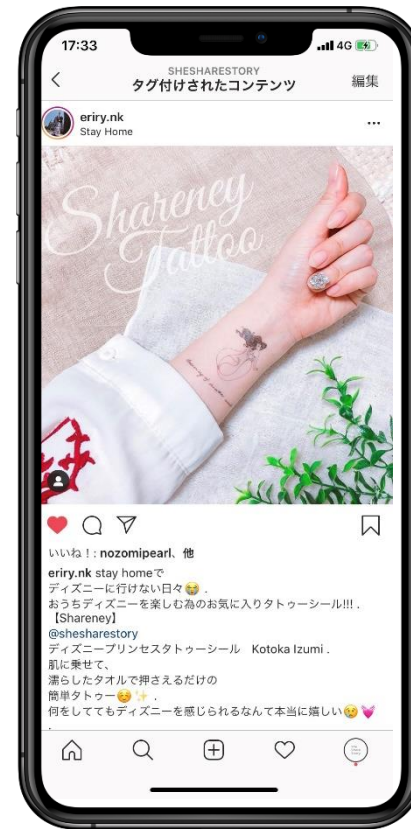 17:33
4G
SHESHARESTORY
タグ付けされたコンテンツ
編集
eriry.nk
Stay Home
Shareney
Tattoo
いいね！: nozomipearl、他
eriry.nk stay homeで
ディズニーに行けない日々😭 .
おうちディズニーを楽しむ為のお気に入りタトゥーシール!!! .
【Shareney】
@shesharestory
ディズニープリンセスタトゥーシール　Kotoka Izumi .
肌に乗せて、
濡らしたタオルで押さえるだけの
簡単タトゥー☺️✨ .
何をしててもディズニーを感じられるなんて本当に嬉しい😢💓
.